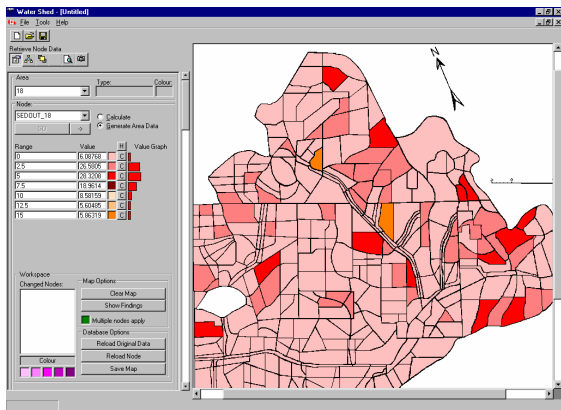 Water Shed - [Untitled]
File Tools Help
Retrieve Node Data
Area
Type:
Colour:
18
Node:
SEDOUT_18
Calculate
Generate Area Data
GO
Range Value H Value Graph
0 6.08768 C
2.5 26.5805 C
5 28.3208 C
7.5 18.9614 C
10 8.58159 C
12.5 5.60485 C
15 5.86319 C
Workspace
Changed Nodes:
Map Options
Clear Map
Show Findings
Multiple nodes apply
Database Options
Reload Original Data
Reload Node
Save Map
Colour
N